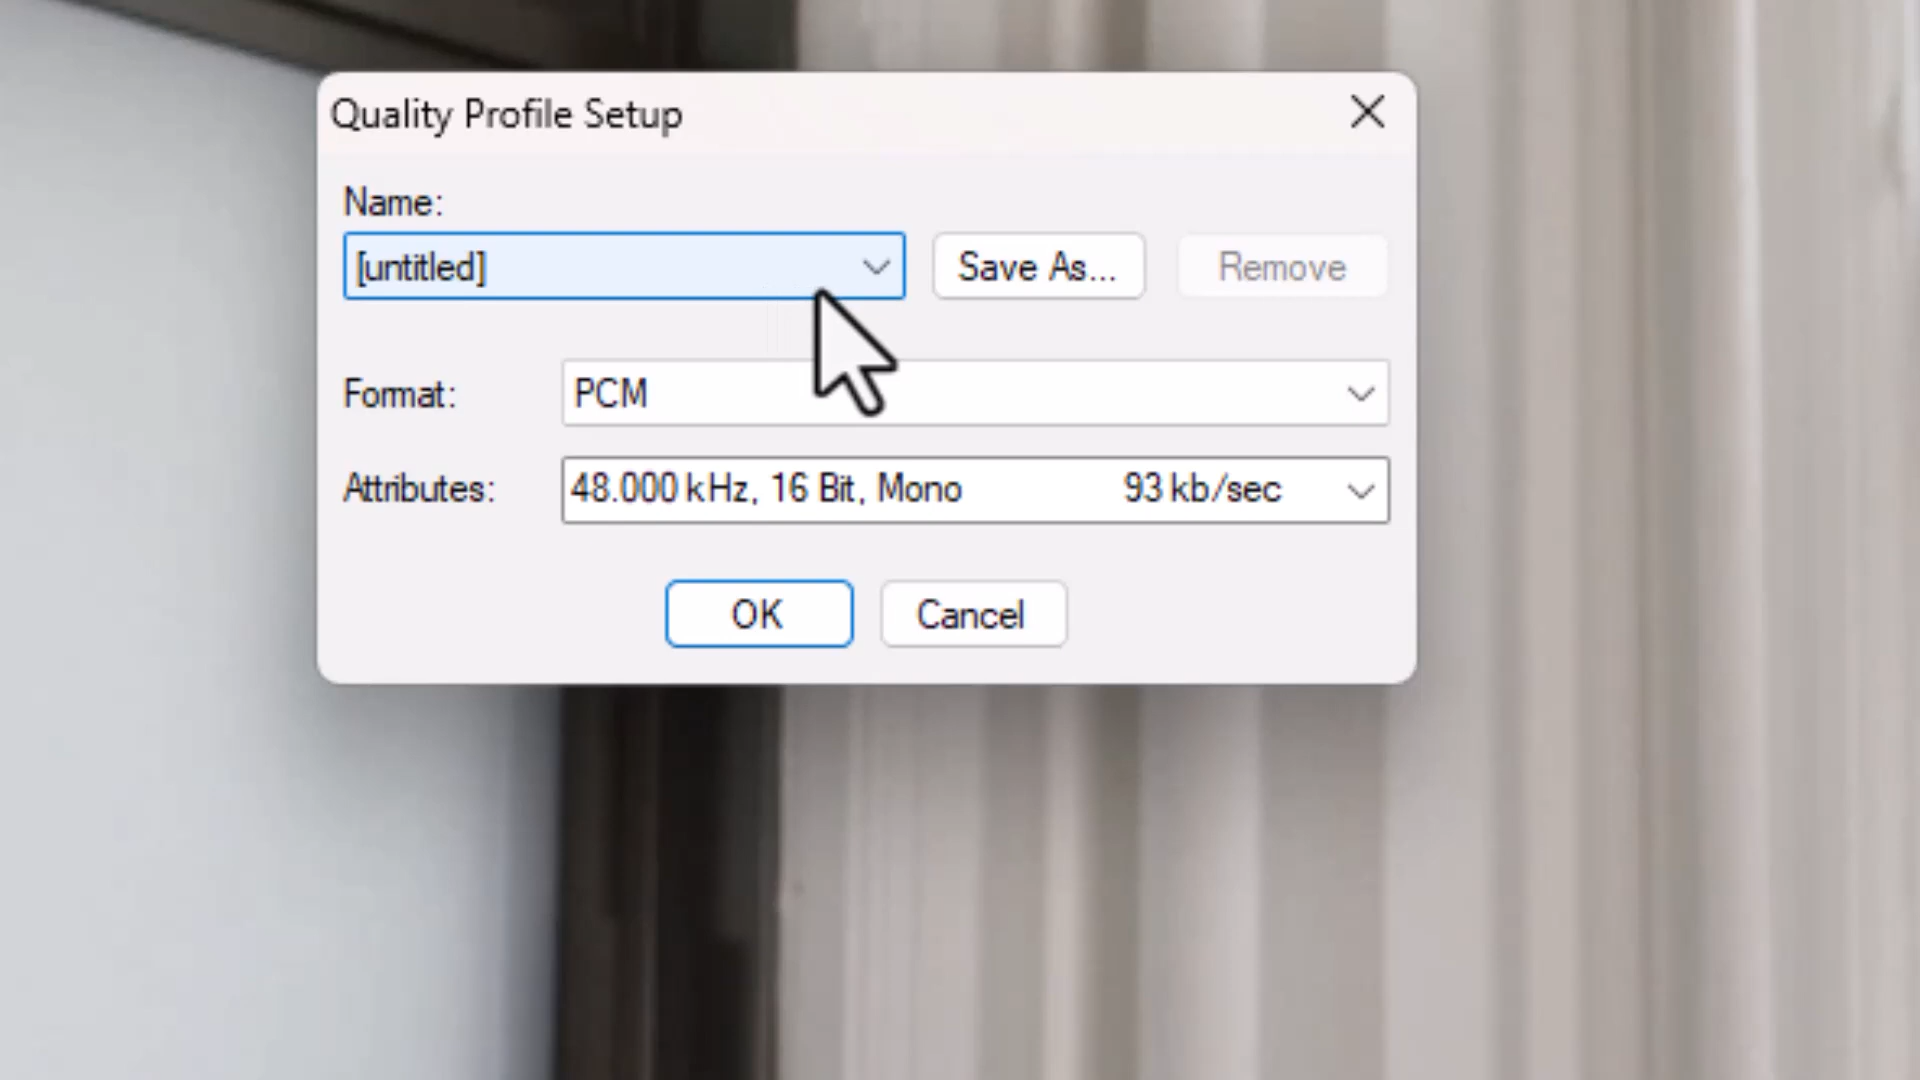 Quality Profile Setup
Name:
[untitled]
Save As...
Remove
Format:
PCM
Attributes:
48.000 kHz, 16 Bit, Mono 93 kb/sec
OK
Cancel